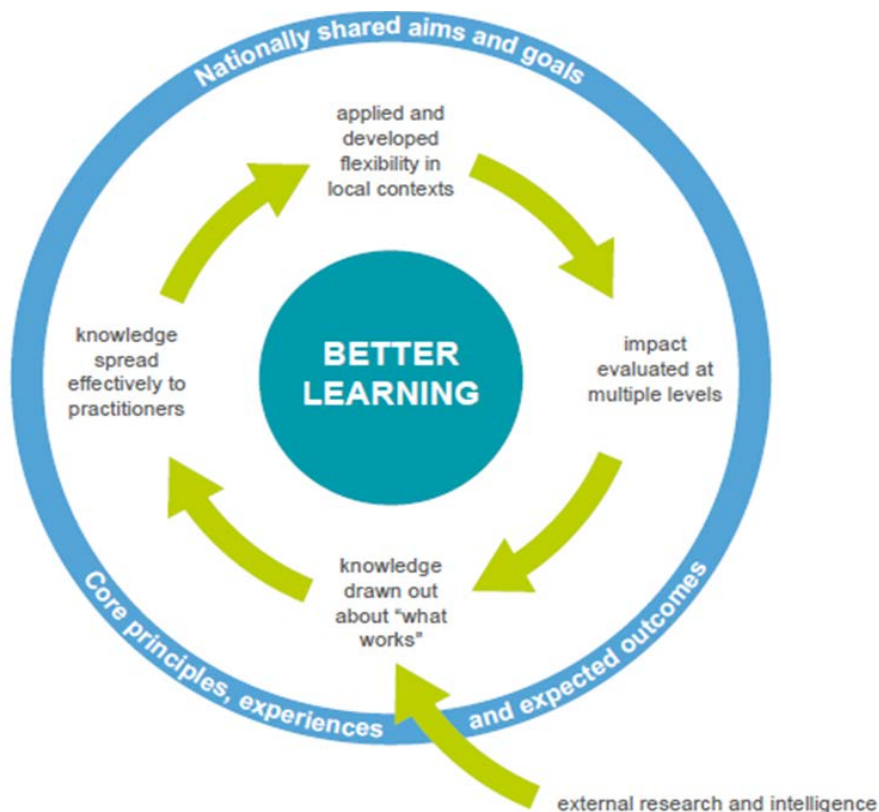 Nationally shared aims and goals
applied and
developed
flexibility in
local contexts
knowledge
spread
effectively to
practitioners
BETTER
LEARNING
impact
evaluated at
multiple levels
knowledge
drawn out
about “what
works”
Core principles, experiences and expected outcomes
external research and intelligence